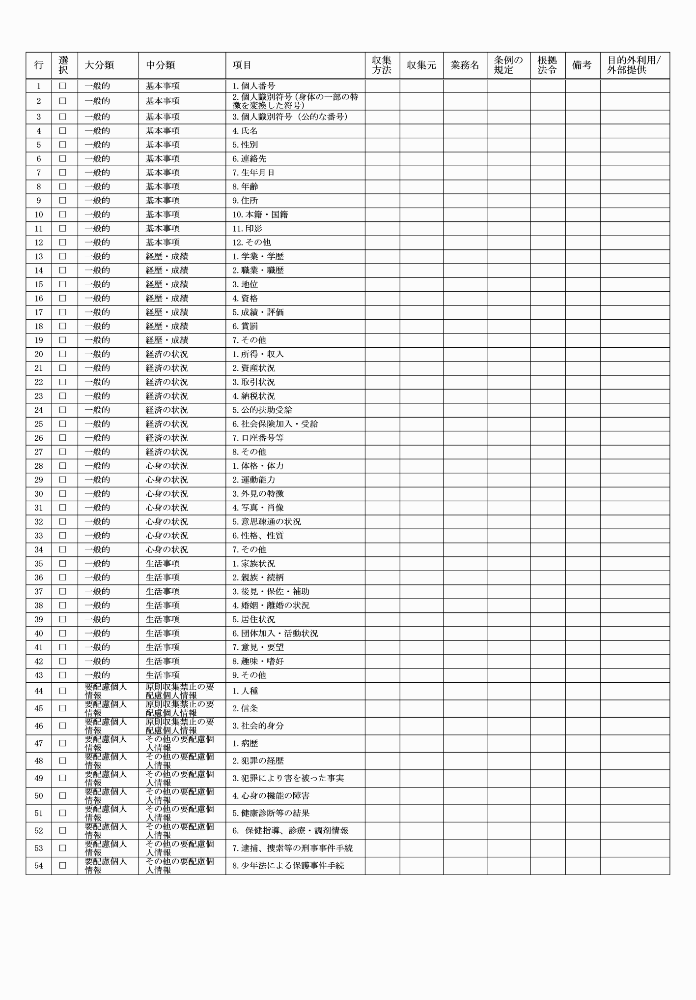 行 選択 大分類 中分類 項目 収集方法 収集元 業務名 条例の規定 根拠法令 備考 目的外利用/外部提供
1 □ 一般的 基本事項 1.個人番号
2 □ 一般的 基本事項 2.個人識別符号(身体の一部の特徴を変換した符号)
3 □ 一般的 基本事項 3.個人識別符号（公的な番号）
4 □ 一般的 基本事項 4.氏名
5 □ 一般的 基本事項 5.性別
6 □ 一般的 基本事項 6.連絡先
7 □ 一般的 基本事項 7.生年月日
8 □ 一般的 基本事項 8.年齢
9 □ 一般的 基本事項 9.住所
10 □ 一般的 基本事項 10.本籍・国籍
11 □ 一般的 基本事項 11.印影
12 □ 一般的 基本事項 12.その他
13 □ 一般的 経歴・成績 1.学業・学歴
14 □ 一般的 経歴・成績 2.職業・職歴
15 □ 一般的 経歴・成績 3.地位
16 □ 一般的 経歴・成績 4.資格
17 □ 一般的 経歴・成績 5.成績・評価
18 □ 一般的 経歴・成績 6.賞罰
19 □ 一般的 経歴・成績 7.その他
20 □ 一般的 経済の状況 1.所得・収入
21 □ 一般的 経済の状況 2.資産状況
22 □ 一般的 経済の状況 3.取引状況
23 □ 一般的 経済の状況 4.納税状況
24 □ 一般的 経済の状況 5.公的扶助受給
25 □ 一般的 経済の状況 6.社会保険加入・受給
26 □ 一般的 経済の状況 7.口座番号等
27 □ 一般的 経済の状況 8.その他
28 □ 一般的 心身の状況 1.体格・体力
29 □ 一般的 心身の状況 2.運動能力
30 □ 一般的 心身の状況 3.外見の特徴
31 □ 一般的 心身の状況 4.写真・肖像
32 □ 一般的 心身の状況 5.意思疎通の状況
33 □ 一般的 心身の状況 6.性格、性質
34 □ 一般的 心身の状況 7.その他
35 □ 一般的 生活事項 1.家族状況
36 □ 一般的 生活事項 2.親族・続柄
37 □ 一般的 生活事項 3.後見・保佐・補助
38 □ 一般的 生活事項 4.婚姻・離婚の状況
39 □ 一般的 生活事項 5.居住状況
40 □ 一般的 生活事項 6.団体加入・活動状況
41 □ 一般的 生活事項 7.意見・要望
42 □ 一般的 生活事項 8.趣味・嗜好
43 □ 一般的 生活事項 9.その他
44 □ 要配慮個人情報 原則収集禁止の要配慮個人情報 1.人種
45 □ 要配慮個人情報 原則収集禁止の要配慮個人情報 2.信条
46 □ 要配慮個人情報 原則収集禁止の要配慮個人情報 3.社会的身分
47 □ 要配慮個人情報 その他の要配慮個人情報 1.病歴
48 □ 要配慮個人情報 その他の要配慮個人情報 2.犯罪の経歴
49 □ 要配慮個人情報 その他の要配慮個人情報 3.犯罪により害を被った事実
50 □ 要配慮個人情報 その他の要配慮個人情報 4.心身の機能の障害
51 □ 要配慮個人情報 その他の要配慮個人情報 5.健康診断等の結果
52 □ 要配慮個人情報 その他の要配慮個人情報 6. 保健指導、診療・調剤情報
53 □ 要配慮個人情報 その他の要配慮個人情報 7.逮捕、捜索等の刑事事件手続
54 □ 要配慮個人情報 その他の要配慮個人情報 8.少年法による保護事件手続